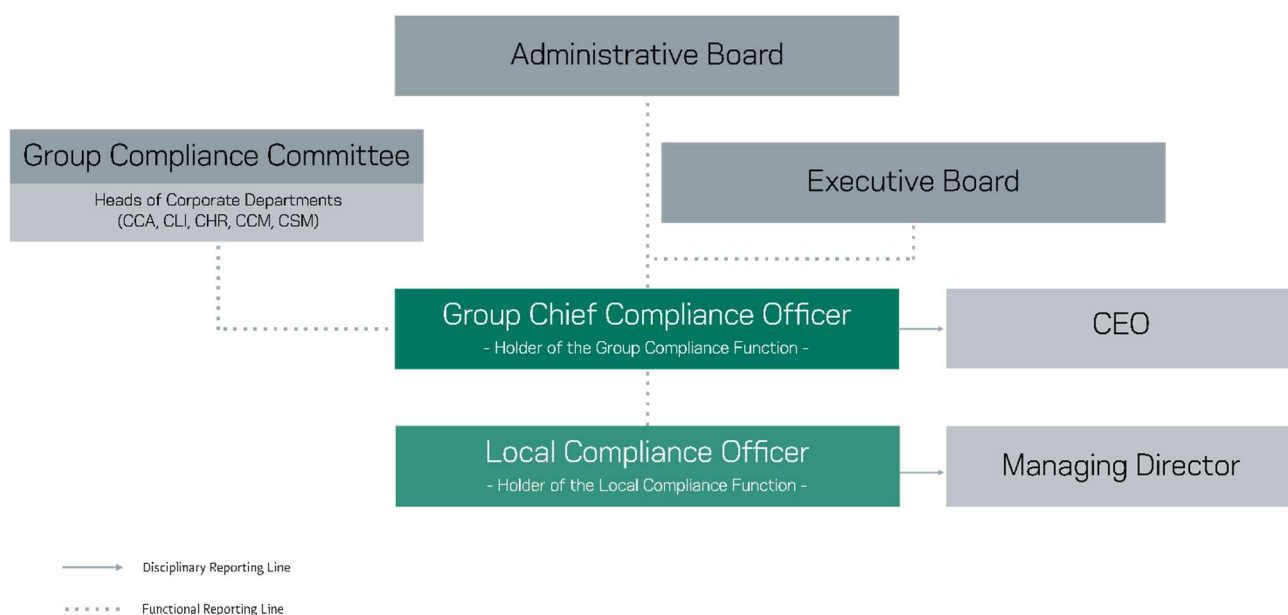 Administrative Board
Group Compliance Committee
Heads of Corporate Departments
(CCA, CLI, CHR, CCM, CSM)
Executive Board
Group Chief Compliance Officer
- Holder of the Group Compliance Function -
CEO
Local Compliance Officer
- Holder of the Local Compliance Function -
Managing Director
Disciplinary Reporting Line
Functional Reporting Line